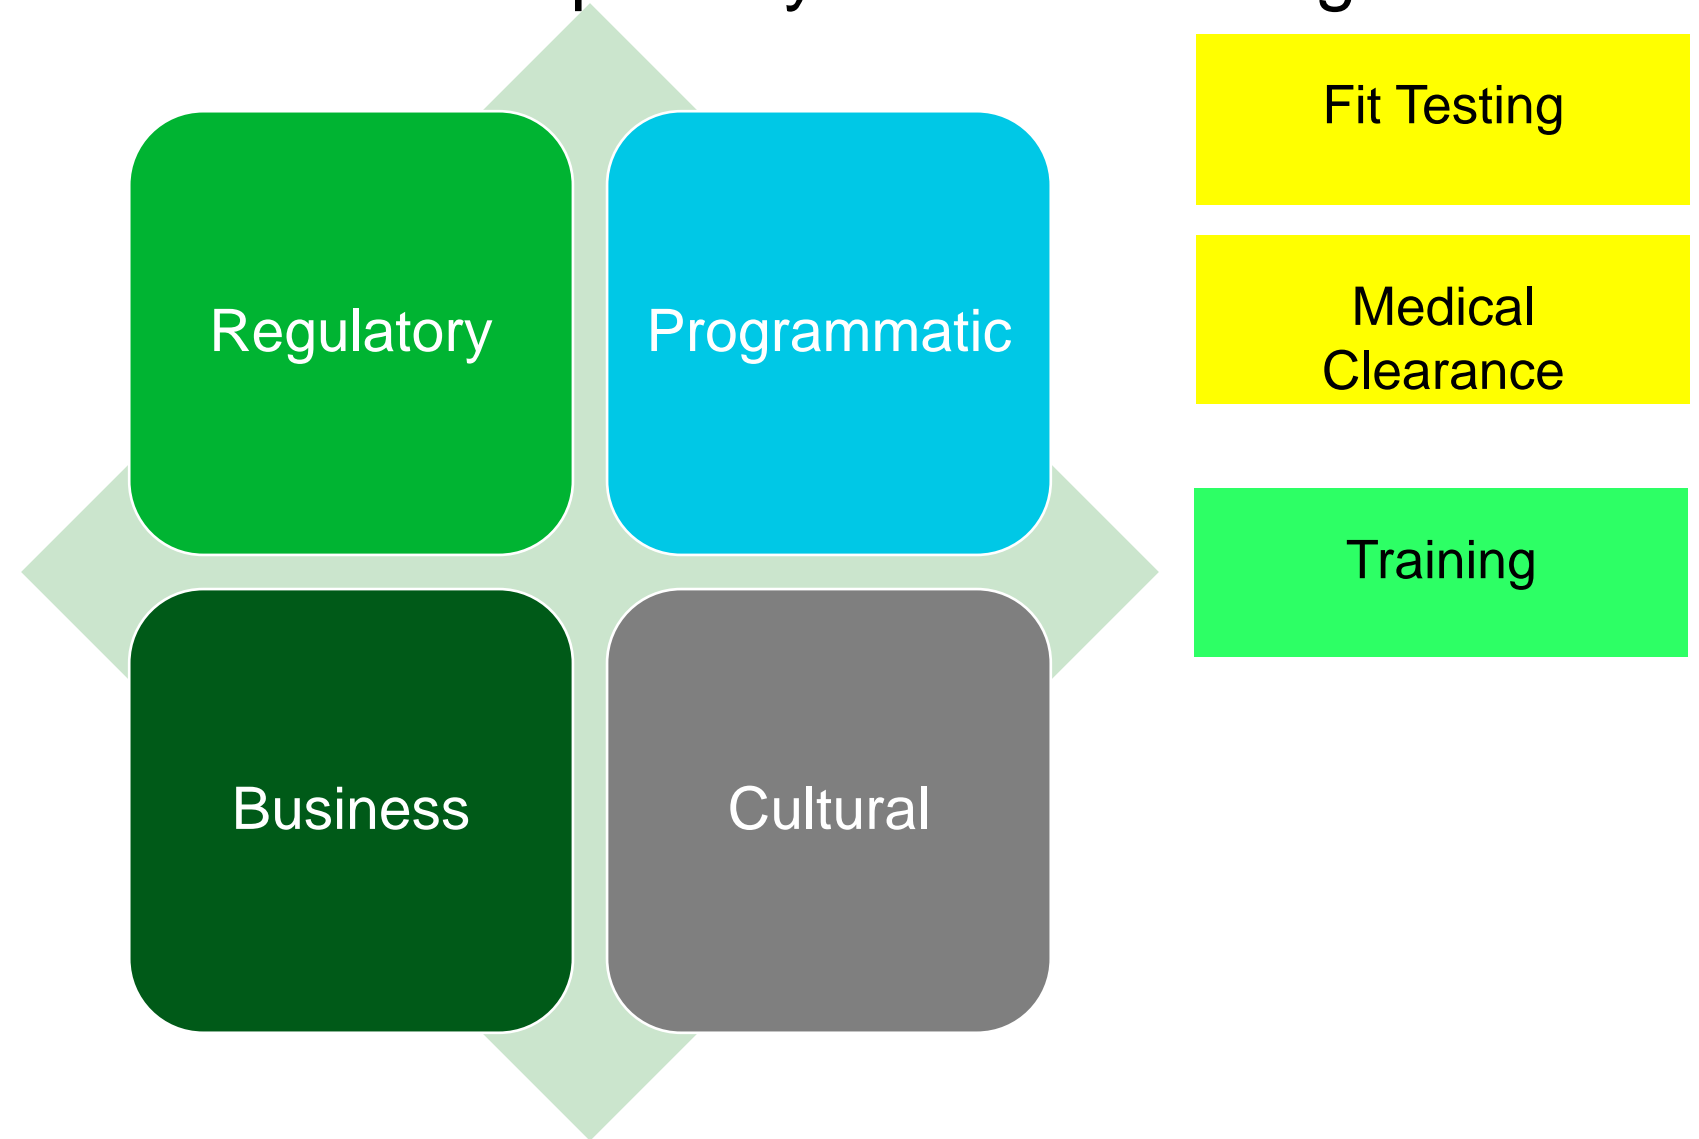 Fit Testing
Regulatory
Programmatic
Medical
Clearance
Training
Business
Cultural